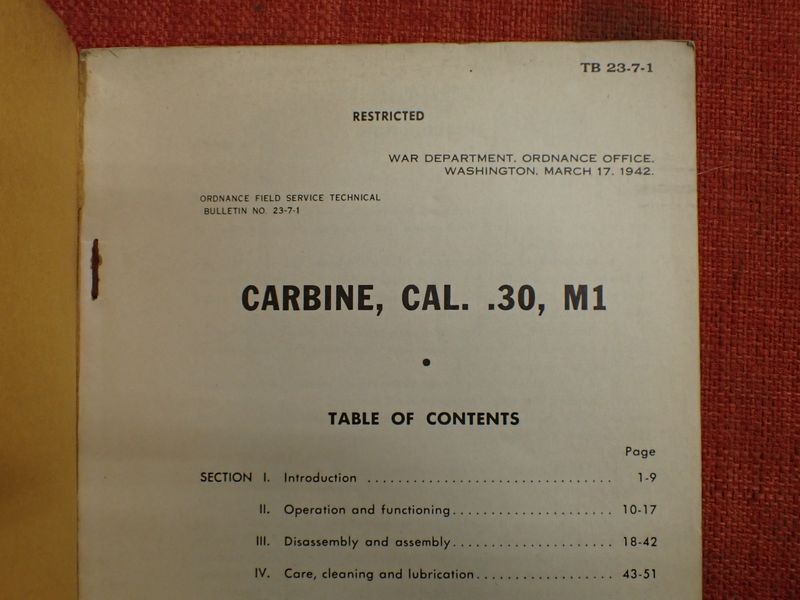 TB 23-7-1
RESTRICTED
WAR DEPARTMENT, ORDNANCE OFFICE,
WASHINGTON, MARCH 17, 1942.
ORDNANCE FIELD SERVICE TECHNICAL
BULLETIN NO. 23-7-1
CARBINE, CAL. .30, M1
•
TABLE OF CONTENTS
Page
SECTION I. Introduction ................................ 1-9
II. Operation and functioning..................... 10-17
III. Disassembly and assembly..................... 18-42
IV. Care, cleaning and lubrication.................. 43-51